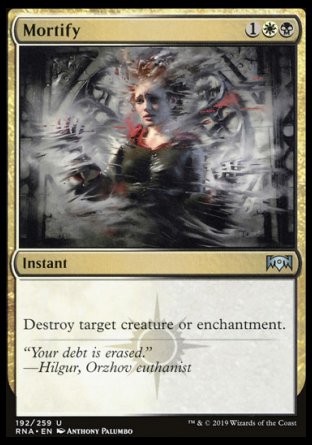 Mortify 1
Instant
Destroy target creature or enchantment.
“Your debt is erased.”
—Hilgur, Orzhov euthanist
192/259 U
RNA • EN ANTHONY PALUMBO ™ & © 2019 Wizards of the Coast